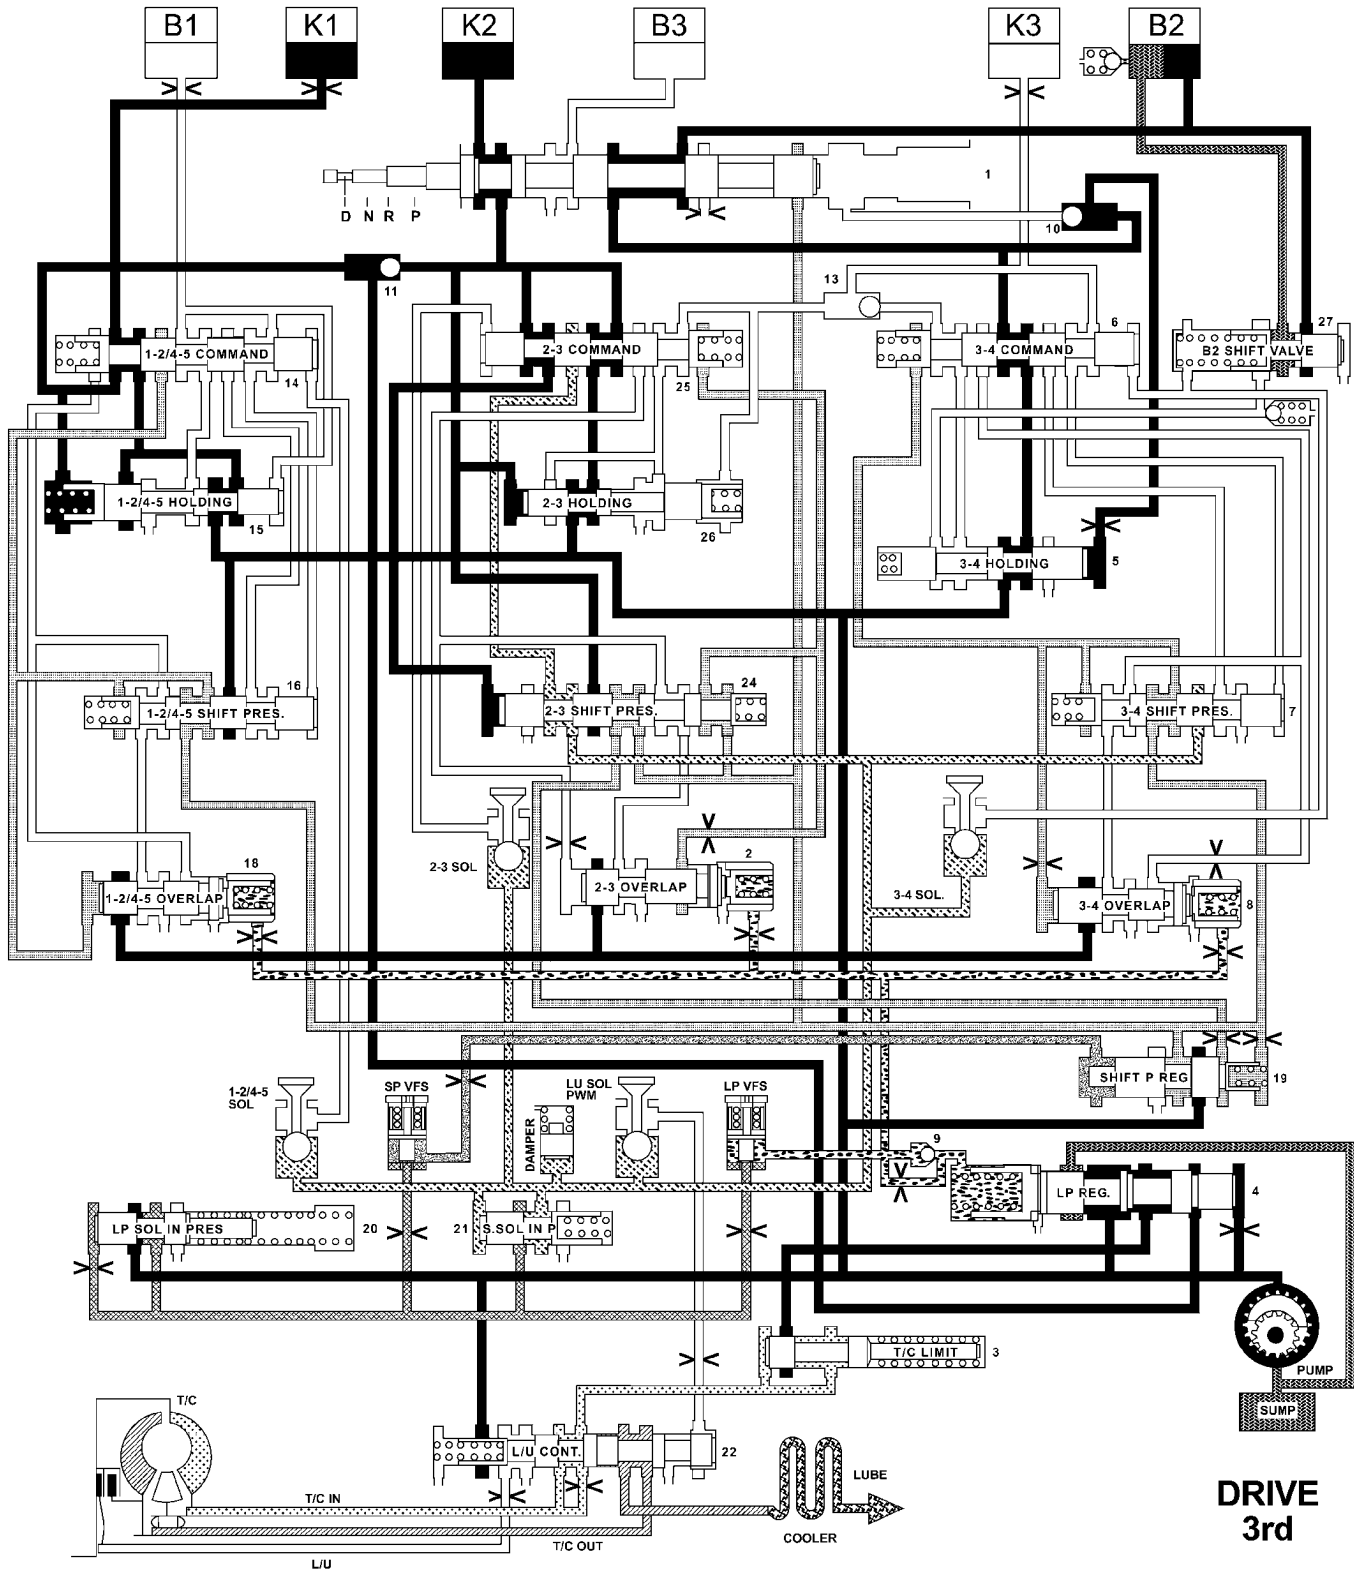 B1
K1
K2
B3
K3
B2
1
D N R P
10
11
13
6
27
1-2/4-5 COMMAND
2-3 COMMAND
3-4 COMMAND
B2 SHIFT VALVE
14
25
1-2/4-5 HOLDING
2-3 HOLDING
15
26
3-4 HOLDING
5
16
24
1-2/4-5 SHIFT PRES.
2-3 SHIFT PRES.
3-4 SHIFT PRES.
7
18
2-3 SOL
2
3-4 SOL.
1-2/4-5 OVERLAP
2-3 OVERLAP
3-4 OVERLAP
8
SHIFT P REG
19
1-2/4-5
SOL
SP VFS
DAMPER
LU SOL
PWM
LP VFS
9
LP REG.
4
LP SOL IN PRES
20
21
S.SOL IN P
T/C LIMIT
3
PUMP
SUMP
T/C
L/U CONT.
22
LUBE
T/C IN
COOLER
T/C OUT
L/U
DRIVE
3rd